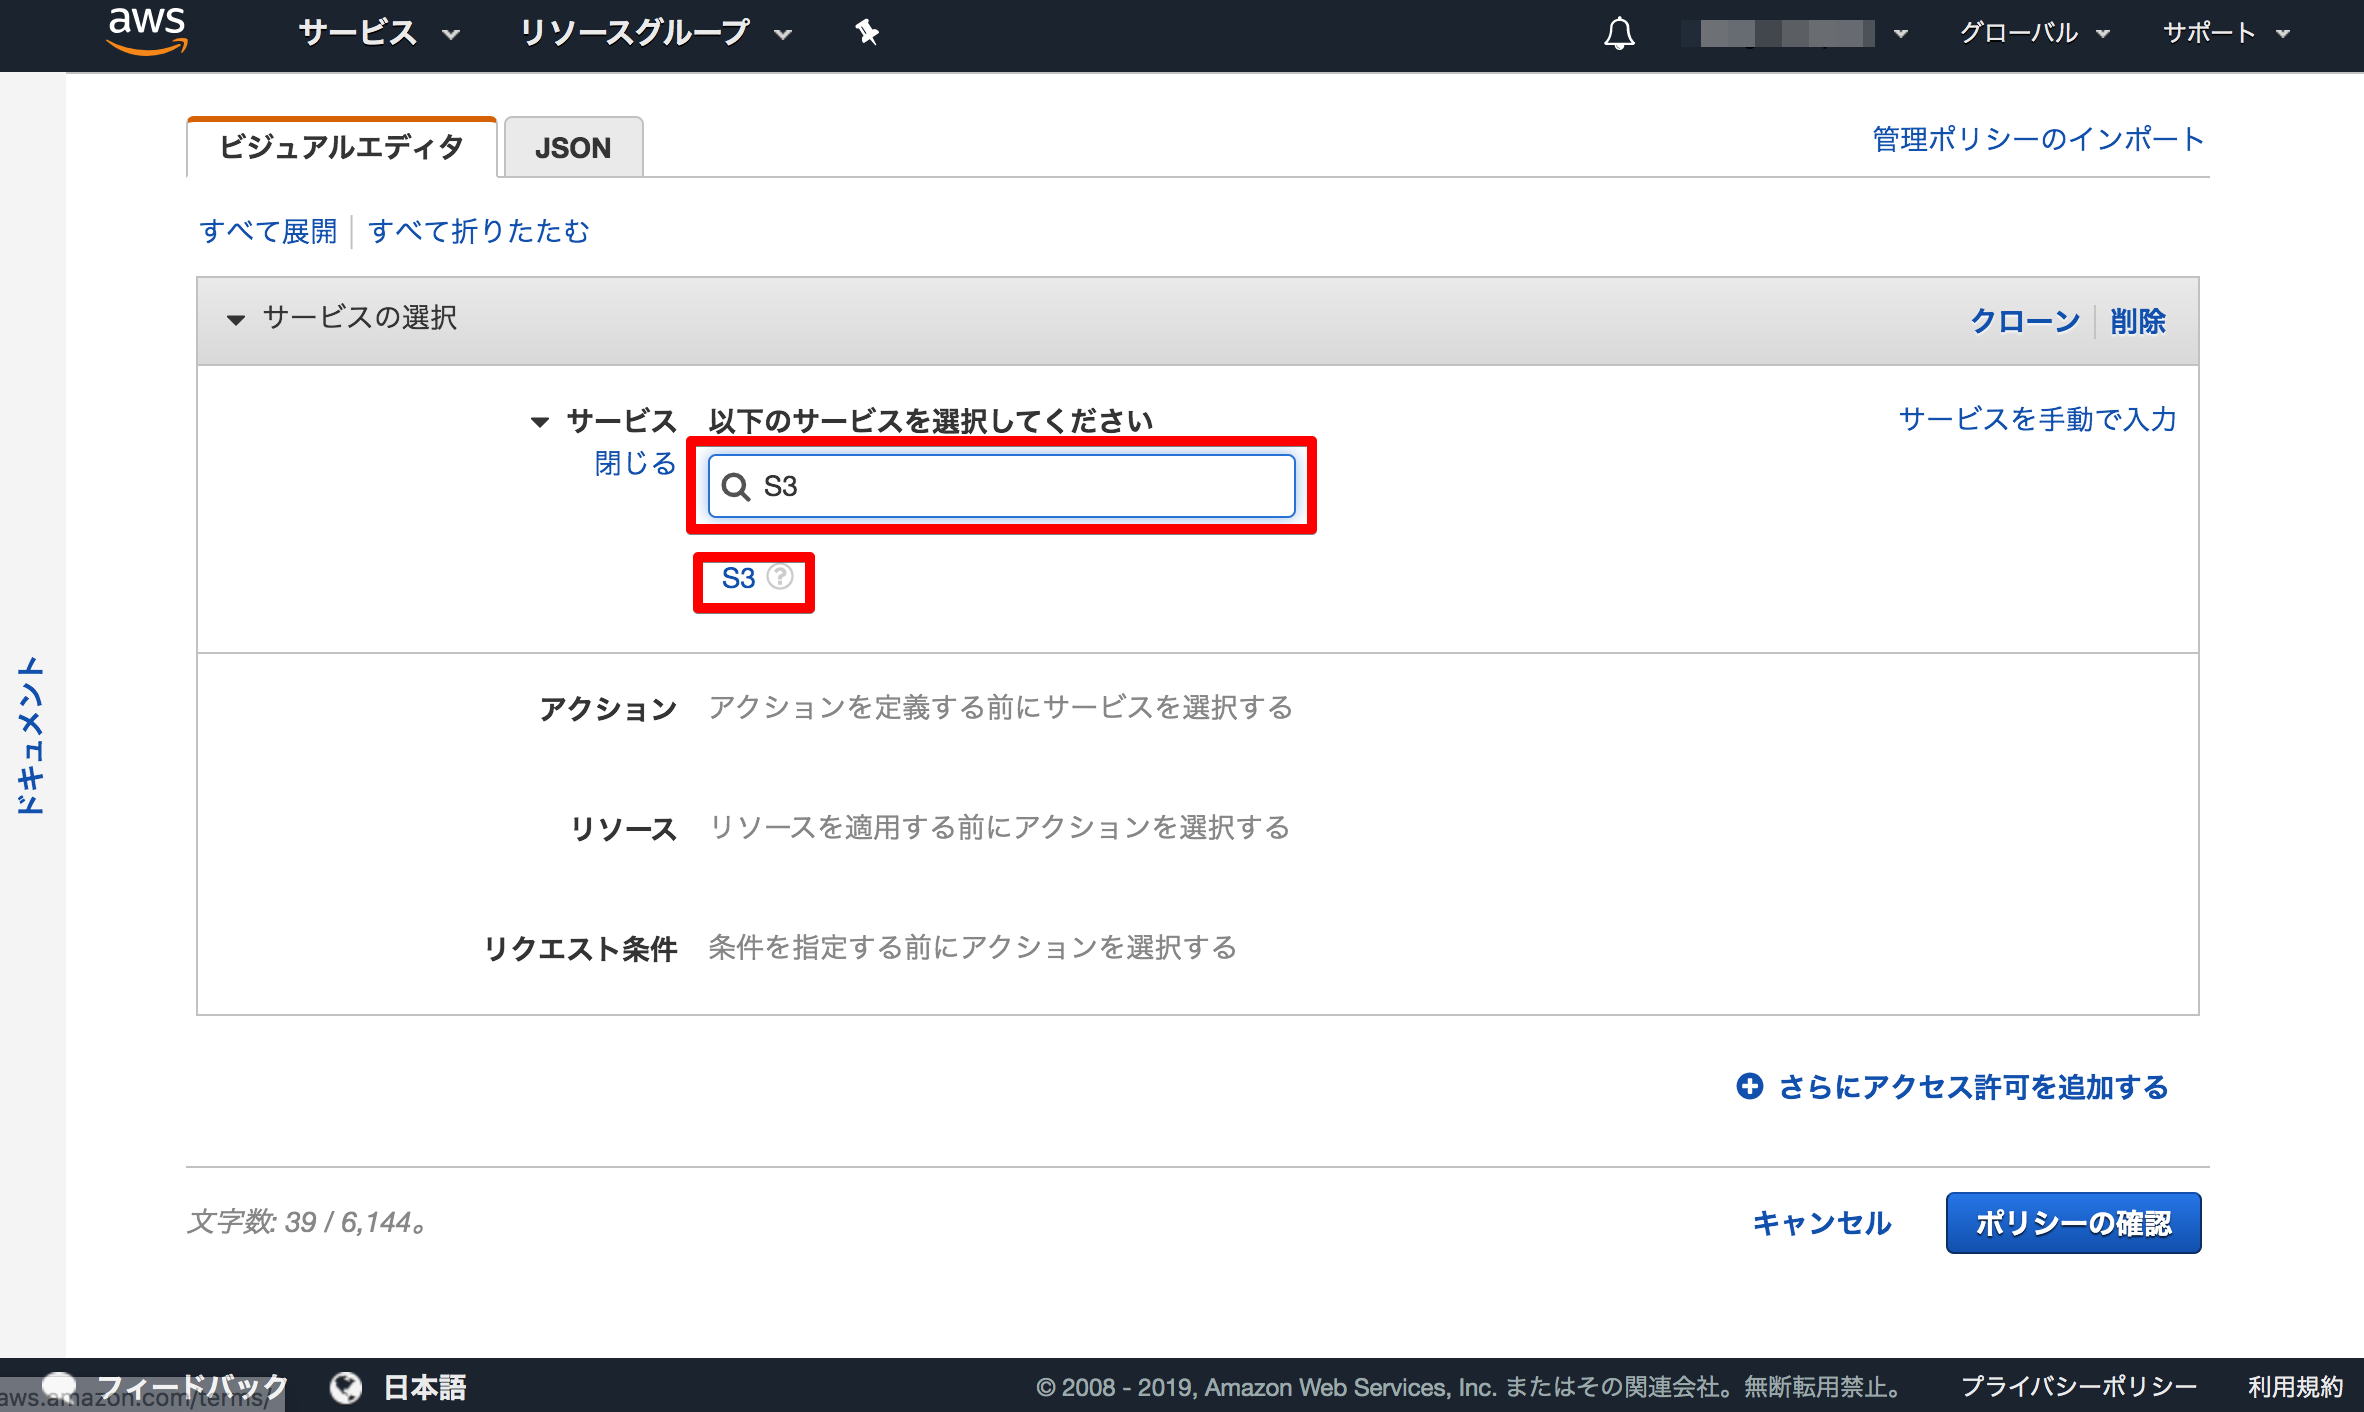 aws サービス リソースグループ グローバル サポート
ビジュアルエディタ JSON 管理ポリシーのインポート
すべて展開 すべて折りたたむ
サービスの選択 クローン 削除
サービス 以下のサービスを選択してください サービスを手動で入力
閉じる S3
S3 ?
アクション アクションを定義する前にサービスを選択する
ドキュメント
リソース リソースを適用する前にアクションを選択する
リクエスト条件 条件を指定する前にアクションを選択する
さらにアクセス許可を追加する
文字数: 39 / 6,144。 キャンセル ポリシーの確認
フィードバック 日本語 © 2008 - 2019, Amazon Web Services, Inc. またはその関連会社。無断転用禁止。 プライバシーポリシー 利用規約
aws.amazon.com/terms/